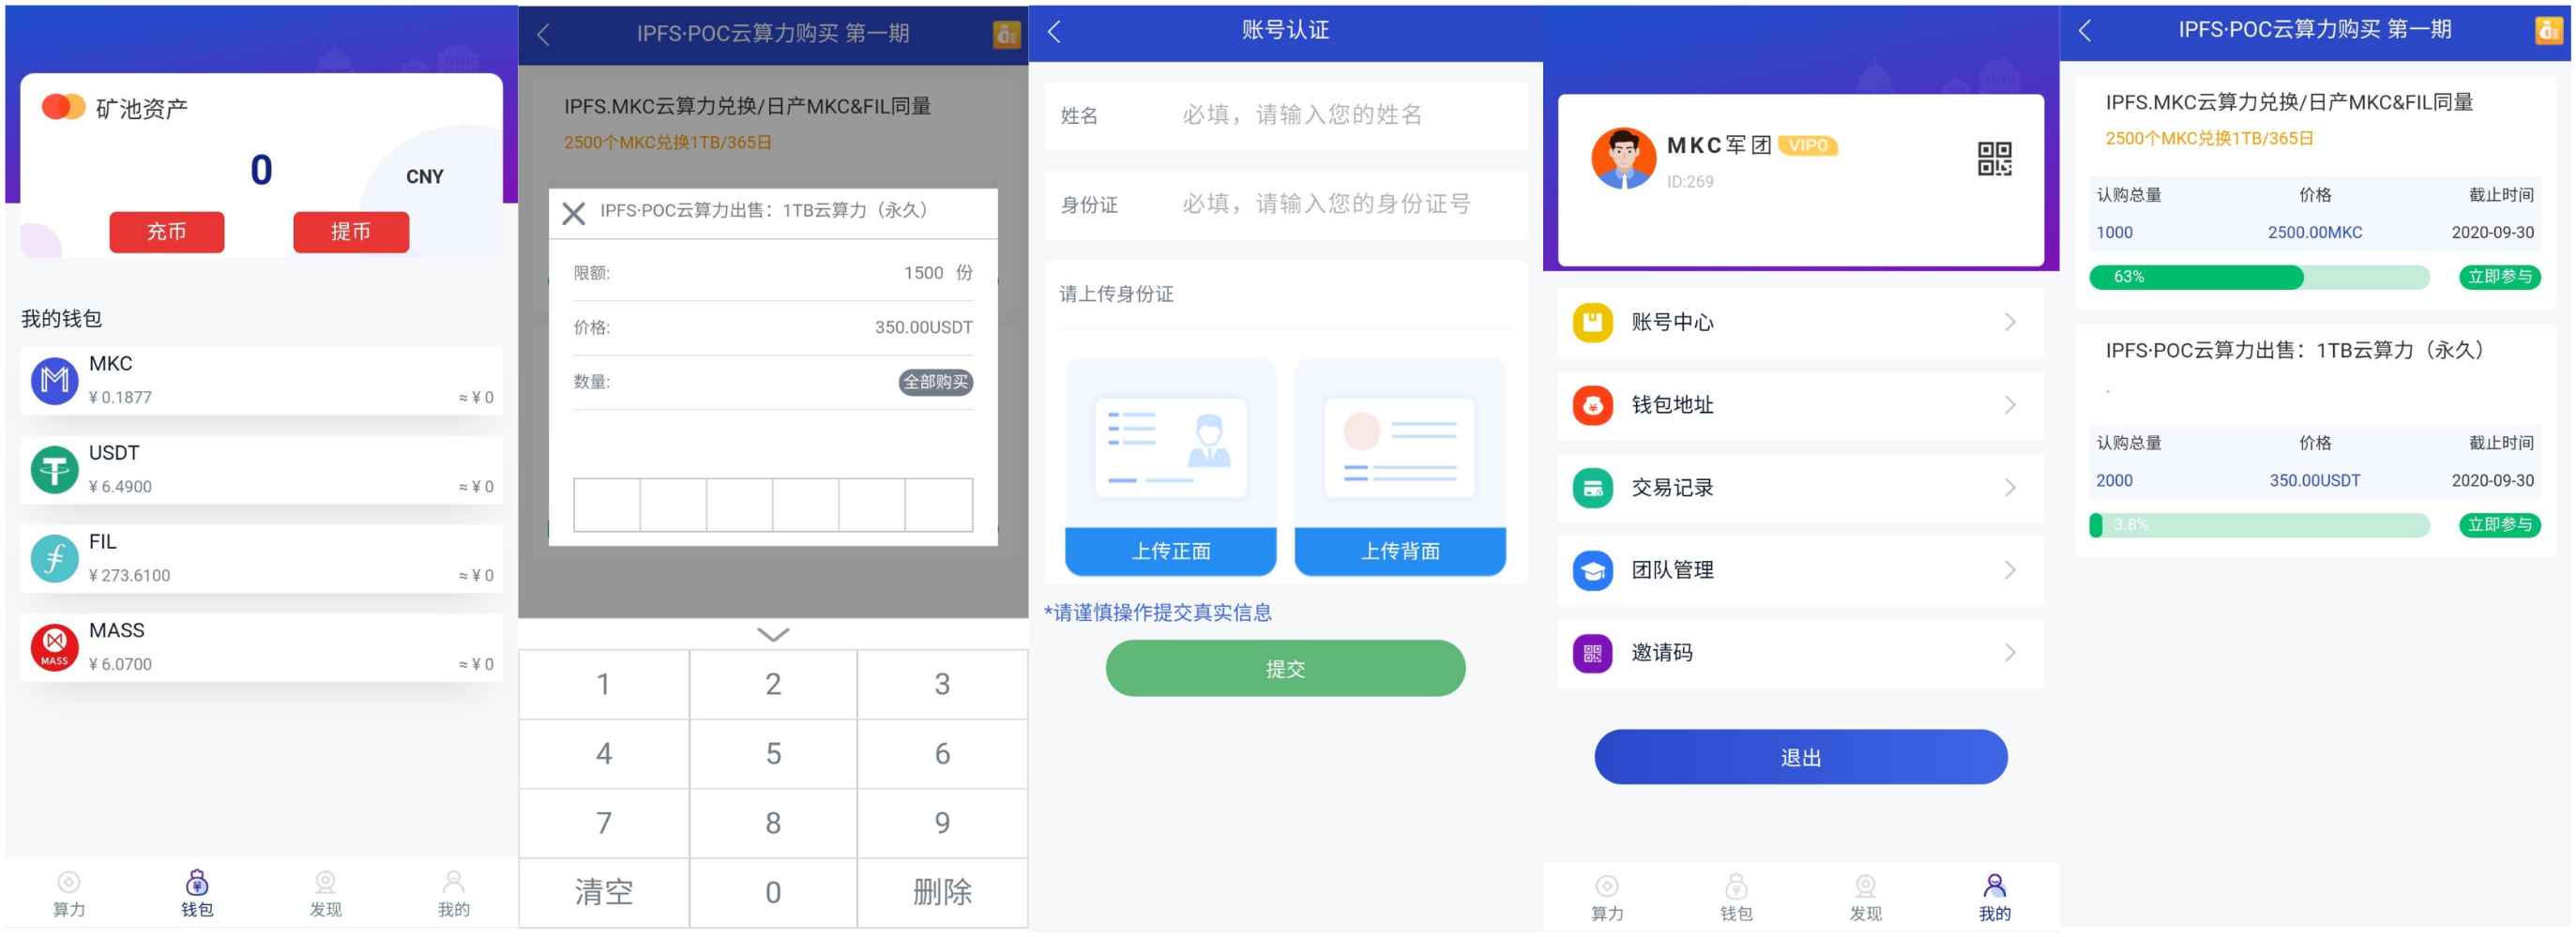 矿池资产
0
CNY
充币
提币
我的钱包
MKC
¥ 0.1877
≈ ¥ 0
USDT
¥ 6.4900
≈ ¥ 0
FIL
¥ 273.6100
≈ ¥ 0
MASS
MASS
¥ 6.0700
≈ ¥ 0
算力
钱包
发现
我的
IPFS·POC云算力购买 第一期
IPFS.MKC云算力兑换/日产MKC&FIL同量
2500个MKC兑换1TB/365日
IPFS·POC云算力出售：1TB云算力（永久）
限额: 1500 份
价格: 350.00USDT
数量: 全部购买
1 2 3
4 5 6
7 8 9
清空 0 删除
账号认证
姓名 必填，请输入您的姓名
身份证 必填，请输入您的身份证号
请上传身份证
上传正面
上传背面
*请谨慎操作提交真实信息
提交
MKC军团 VIP0
ID:269
账号中心
钱包地址
交易记录
团队管理
邀请码
退出
算力
钱包
发现
我的
IPFS·POC云算力购买 第一期
IPFS.MKC云算力兑换/日产MKC&FIL同量
2500个MKC兑换1TB/365日
认购总量 价格 截止时间
1000 2500.00MKC 2020-09-30
63% 立即参与
IPFS·POC云算力出售：1TB云算力（永久）
.
认购总量 价格 截止时间
2000 350.00USDT 2020-09-30
3.8% 立即参与